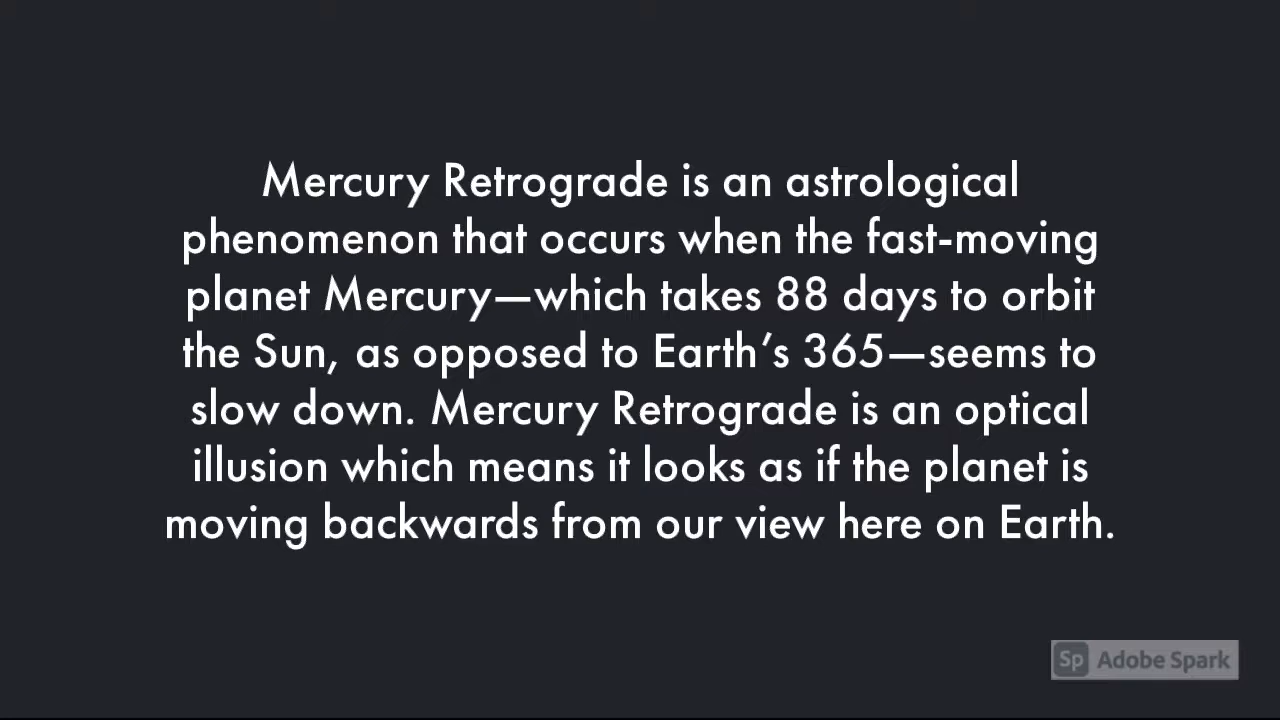 Mercury Retrograde is an astrological
phenomenon that occurs when the fast-moving
planet Mercury—which takes 88 days to orbit
the Sun, as opposed to Earth’s 365—seems to
slow down. Mercury Retrograde is an optical
illusion which means it looks as if the planet is
moving backwards from our view here on Earth.
Sp Adobe Spark